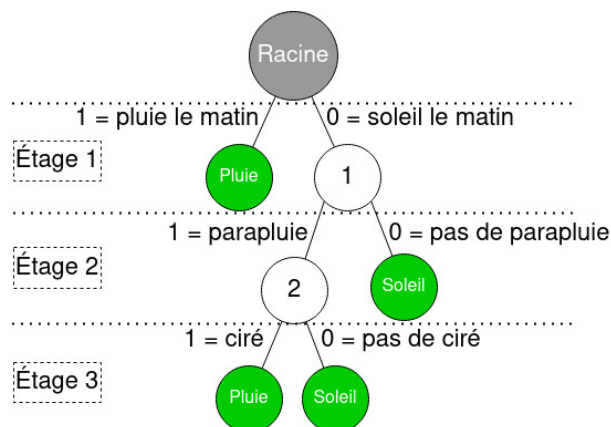 Racine
1 = pluie le matin
0 = soleil le matin
Étage 1
Pluie
1
1 = parapluie
0 = pas de parapluie
Étage 2
2
Soleil
1 = ciré
0 = pas de ciré
Étage 3
Pluie
Soleil